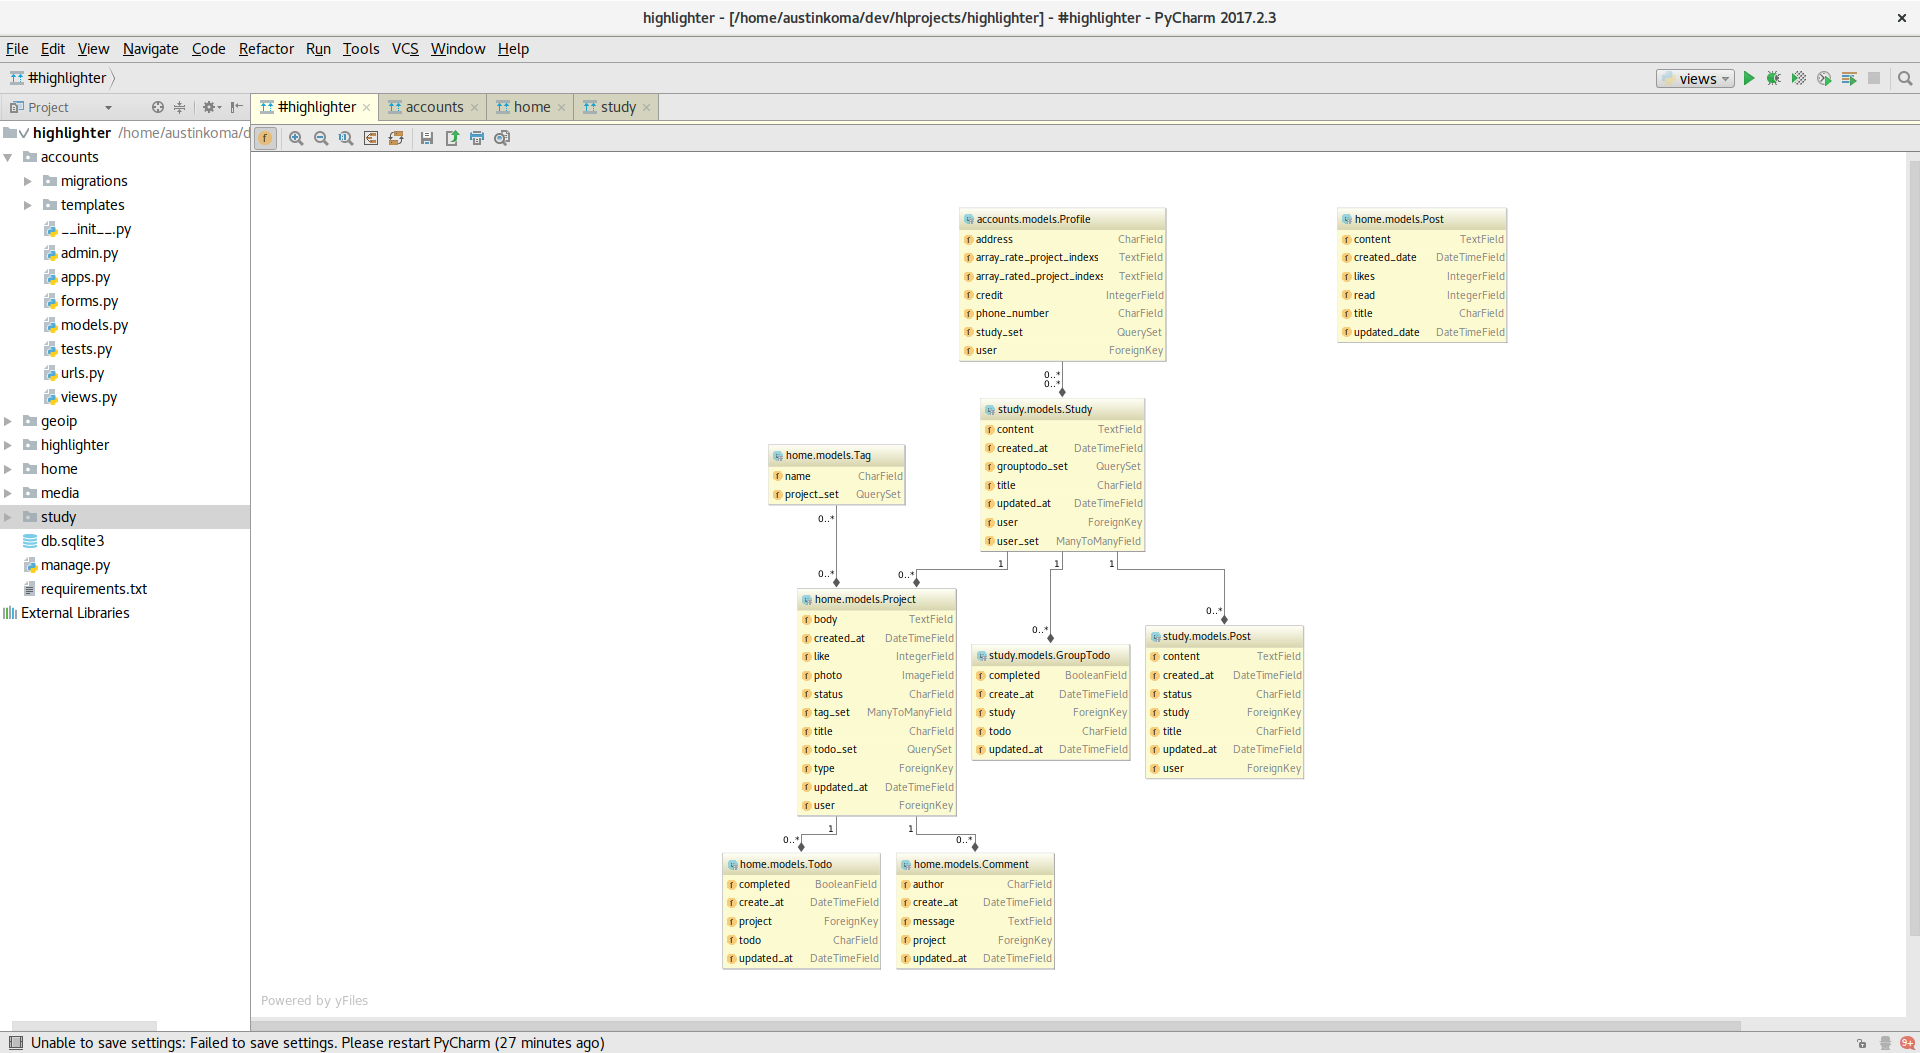 highlighter - [/home/austinkoma/dev/hlprojects/highlighter] - #highlighter - PyCharm 2017.2.3
File Edit View Navigate Code Refactor Run Tools VCS Window Help
#highlighter
views
Project
#highlighter
accounts
home
study
highlighter /home/austinkoma/d
accounts
migrations
templates
__init__.py
admin.py
apps.py
forms.py
models.py
tests.py
urls.py
views.py
geoip
highlighter
home
media
study
db.sqlite3
manage.py
requirements.txt
External Libraries
accounts.models.Profile
address CharField
array_rate_project_indexs TextField
array_rated_project_indexs TextField
credit IntegerField
phone_number CharField
study_set QuerySet
user ForeignKey
0..*
0..*
home.models.Post
content TextField
created_date DateTimeField
likes IntegerField
read IntegerField
title CharField
updated_date DateTimeField
study.models.Study
content TextField
created_at DateTimeField
grouptodo_set QuerySet
title CharField
updated_at DateTimeField
user ForeignKey
user_set ManyToManyField
1
1
1
home.models.Tag
name CharField
project_set QuerySet
0..*
0..*
0..*
0..*
0..*
home.models.Project
body TextField
created_at DateTimeField
like IntegerField
photo ImageField
status CharField
tag_set ManyToManyField
title CharField
todo_set QuerySet
type ForeignKey
updated_at DateTimeField
user ForeignKey
study.models.GroupTodo
completed BooleanField
create_at DateTimeField
study ForeignKey
todo CharField
updated_at DateTimeField
study.models.Post
content TextField
created_at DateTimeField
status CharField
study ForeignKey
title CharField
updated_at DateTimeField
user ForeignKey
1
1
0..*
0..*
home.models.Todo
completed BooleanField
create_at DateTimeField
project ForeignKey
todo CharField
updated_at DateTimeField
home.models.Comment
author CharField
create_at DateTimeField
message TextField
project ForeignKey
updated_at DateTimeField
Powered by yFiles
Unable to save settings: Failed to save settings. Please restart PyCharm (27 minutes ago)
9+